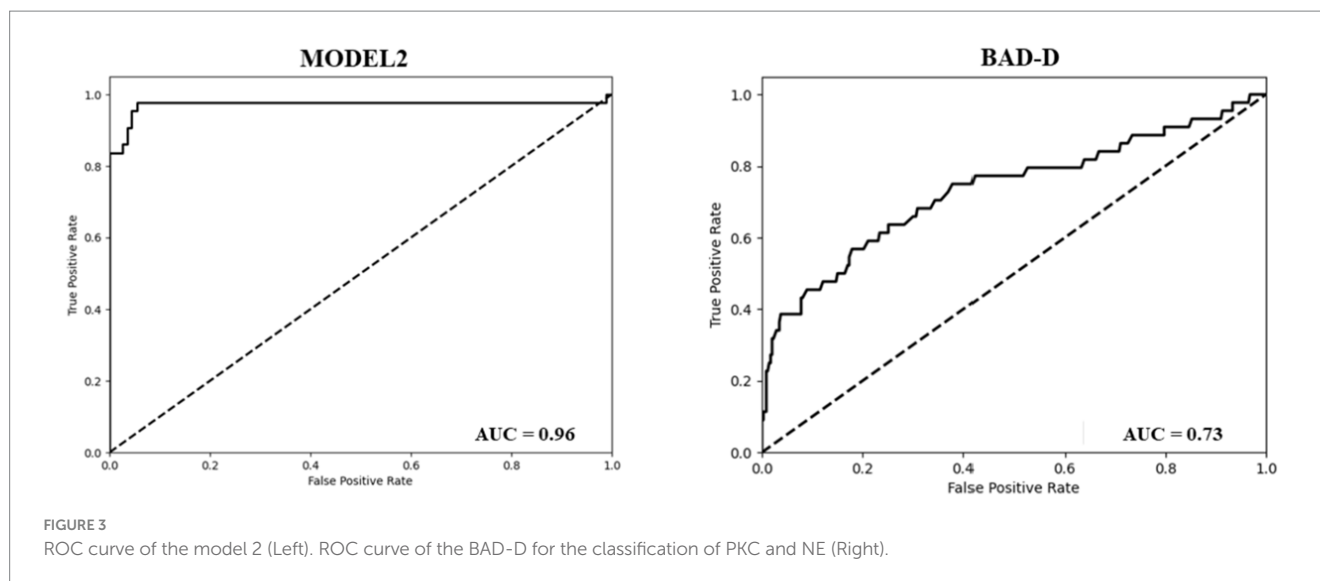 MODEL2
1.0
0.8
0.6
0.4
0.2
0.0
True Positive Rate
0.0 0.2 0.4 0.6 0.8 1.0
False Positive Rate
AUC = 0.96
BAD-D
1.0
0.8
0.6
0.4
0.2
0.0
True Positive Rate
0.0 0.2 0.4 0.6 0.8 1.0
False Positive Rate
AUC = 0.73
FIGURE 3
ROC curve of the model 2 (Left). ROC curve of the BAD-D for the classification of PKC and NE (Right).